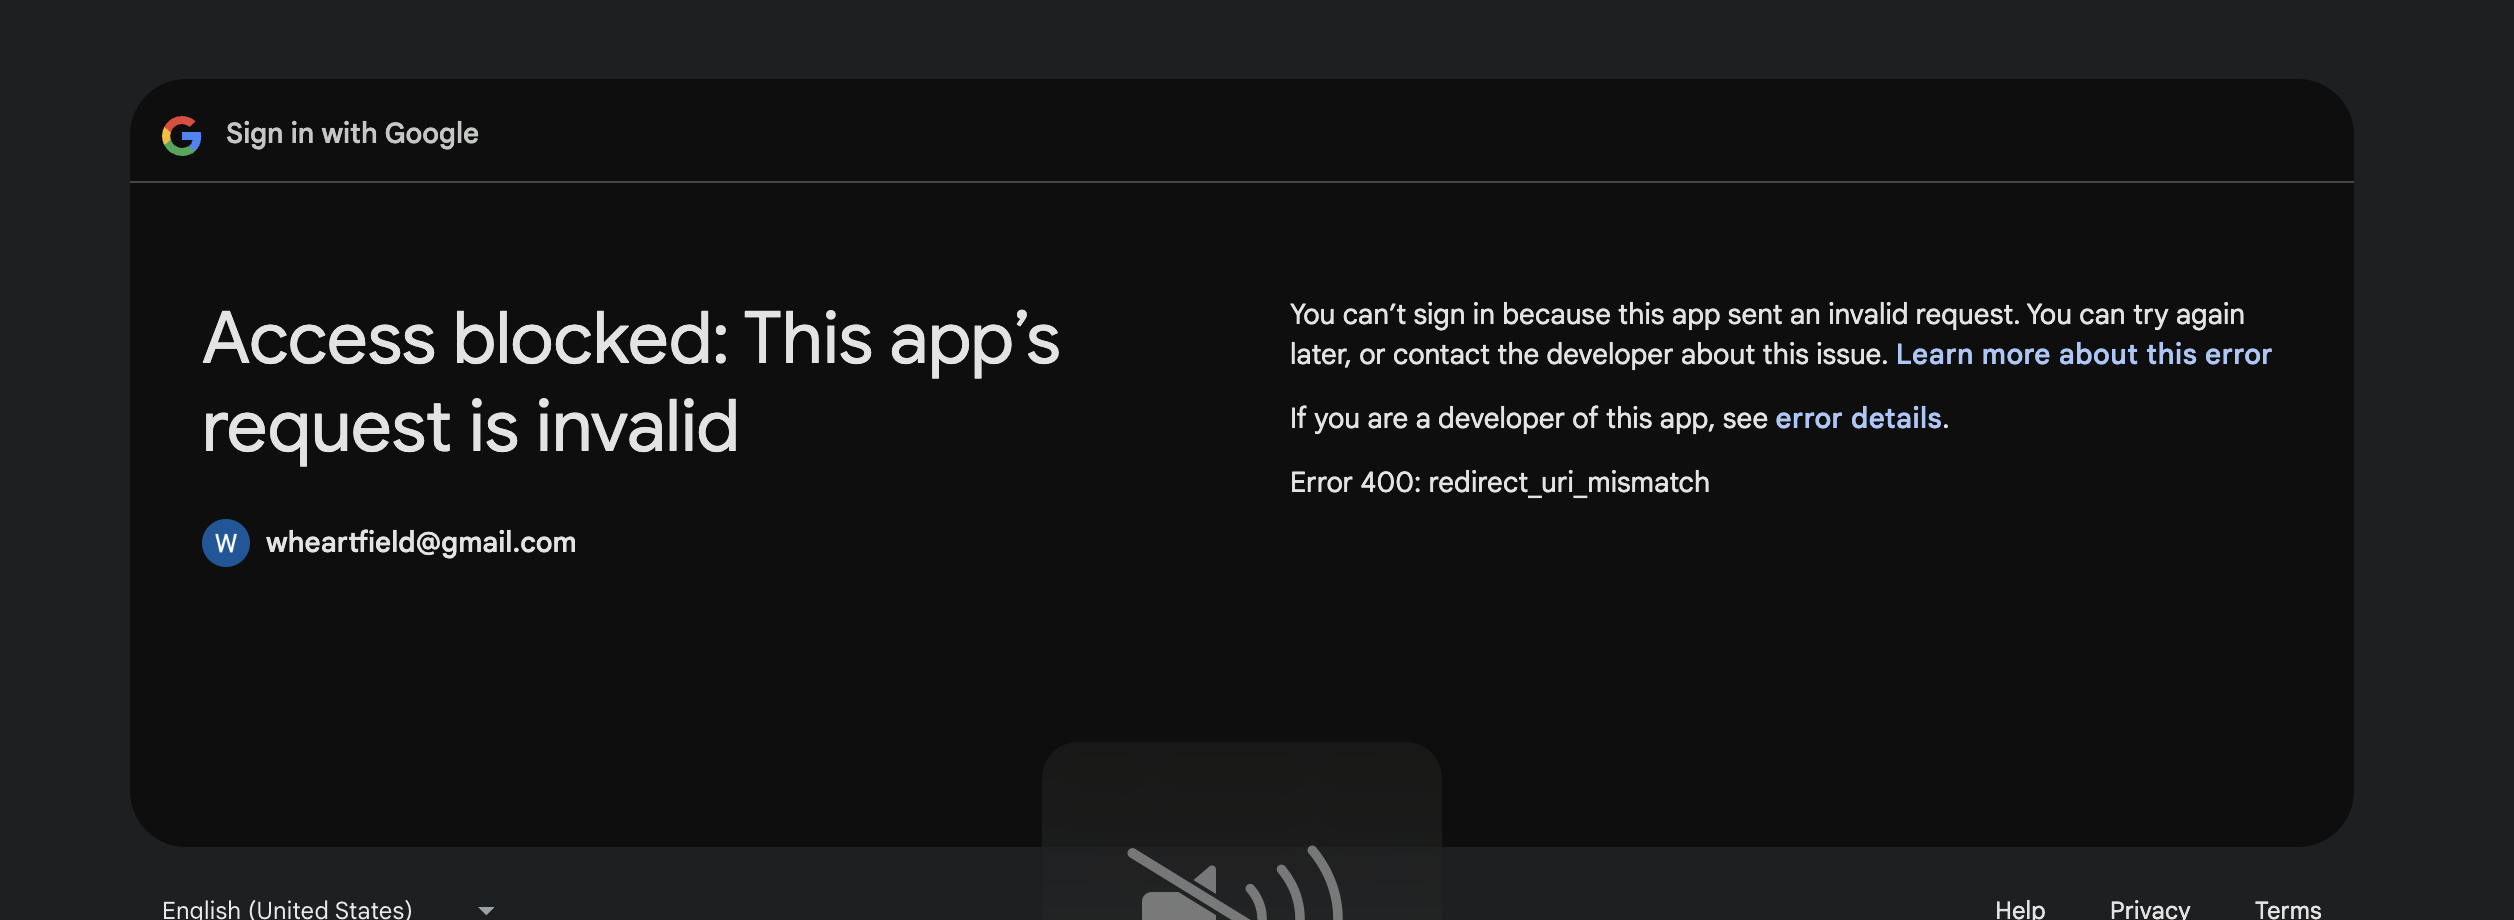 Sign in with Google
Access blocked: This app’s
request is invalid
W wheartfield@gmail.com
You can’t sign in because this app sent an invalid request. You can try again
later, or contact the developer about this issue. Learn more about this error
If you are a developer of this app, see error details.
Error 400: redirect_uri_mismatch
English (United States)
Help Privacy Terms